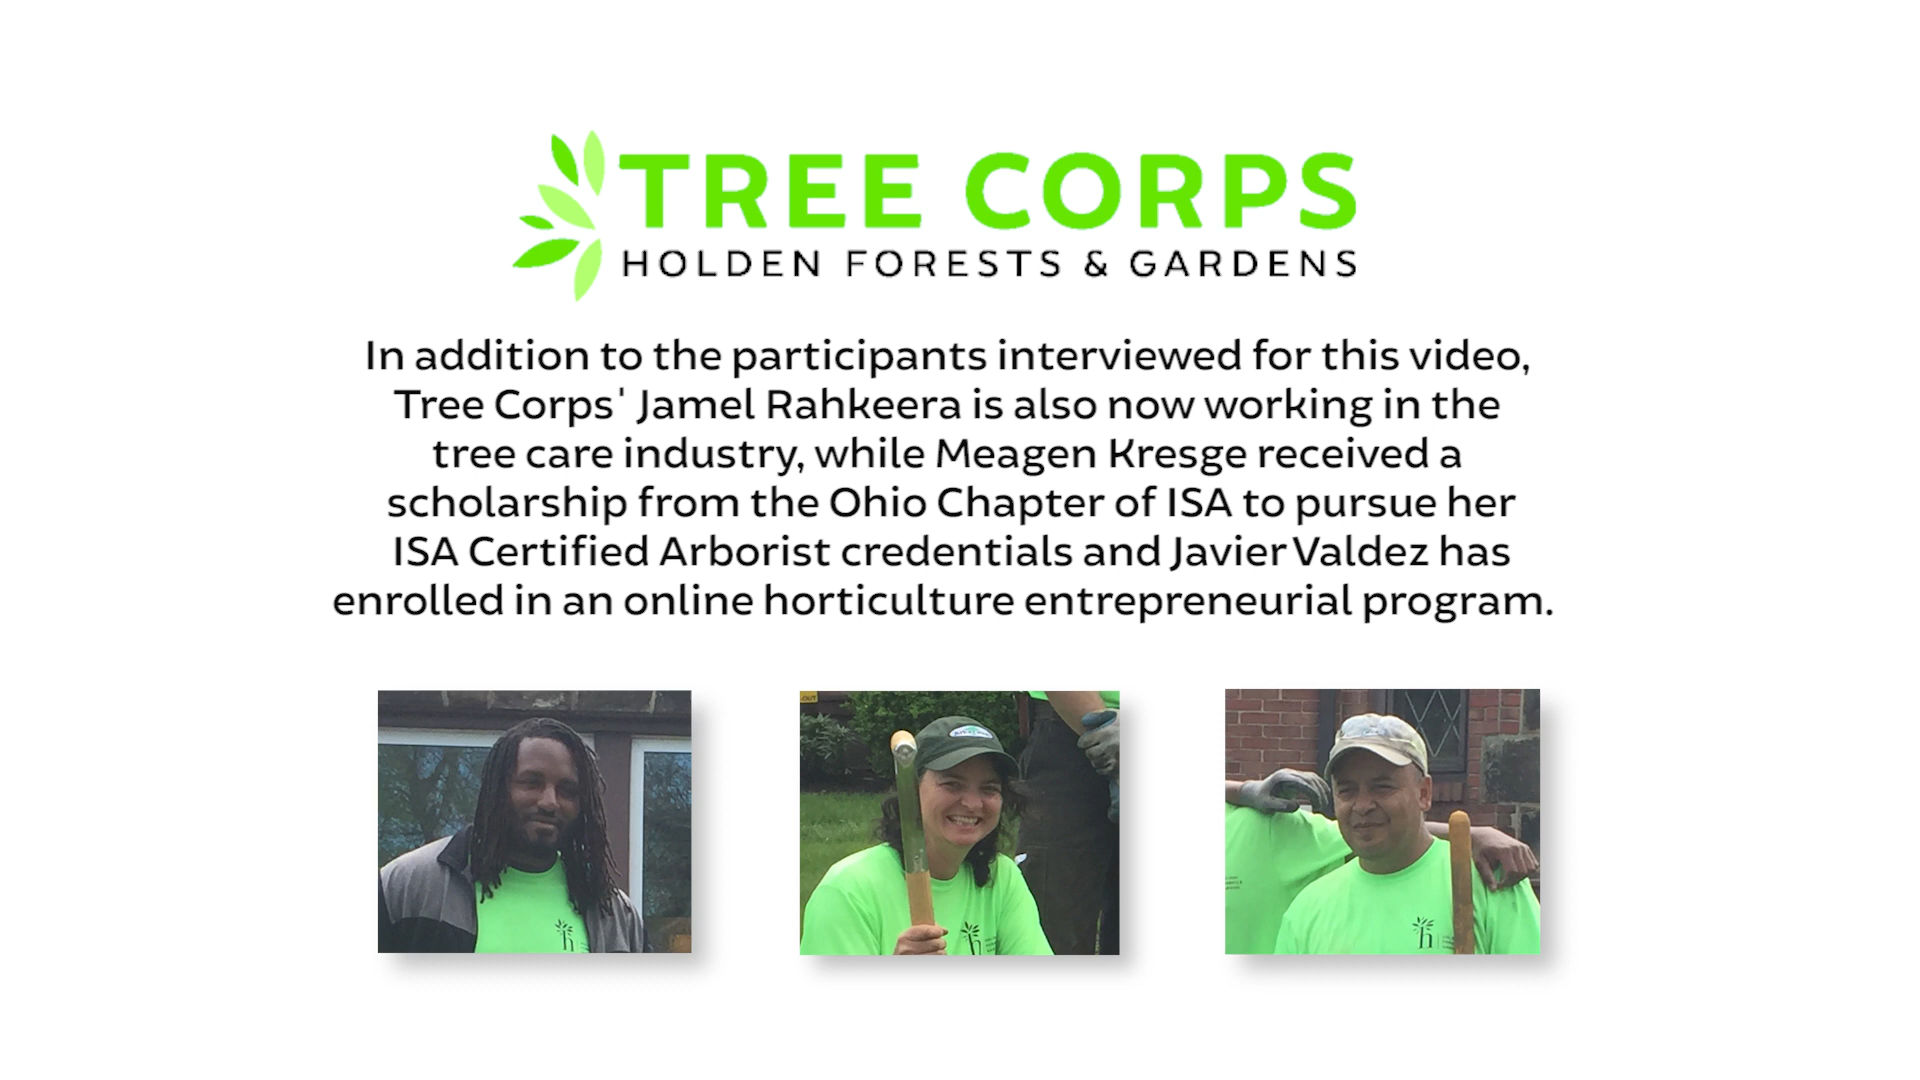 TREE CORPS
HOLDEN FORESTS & GARDENS
In addition to the participants interviewed for this video,
Tree Corps' Jamel Rahkeera is also now working in the
tree care industry, while Meagen Kresge received a
scholarship from the Ohio Chapter of ISA to pursue her
ISA Certified Arborist credentials and Javier Valdez has
enrolled in an online horticulture entrepreneurial program.
OUT
h
h
h